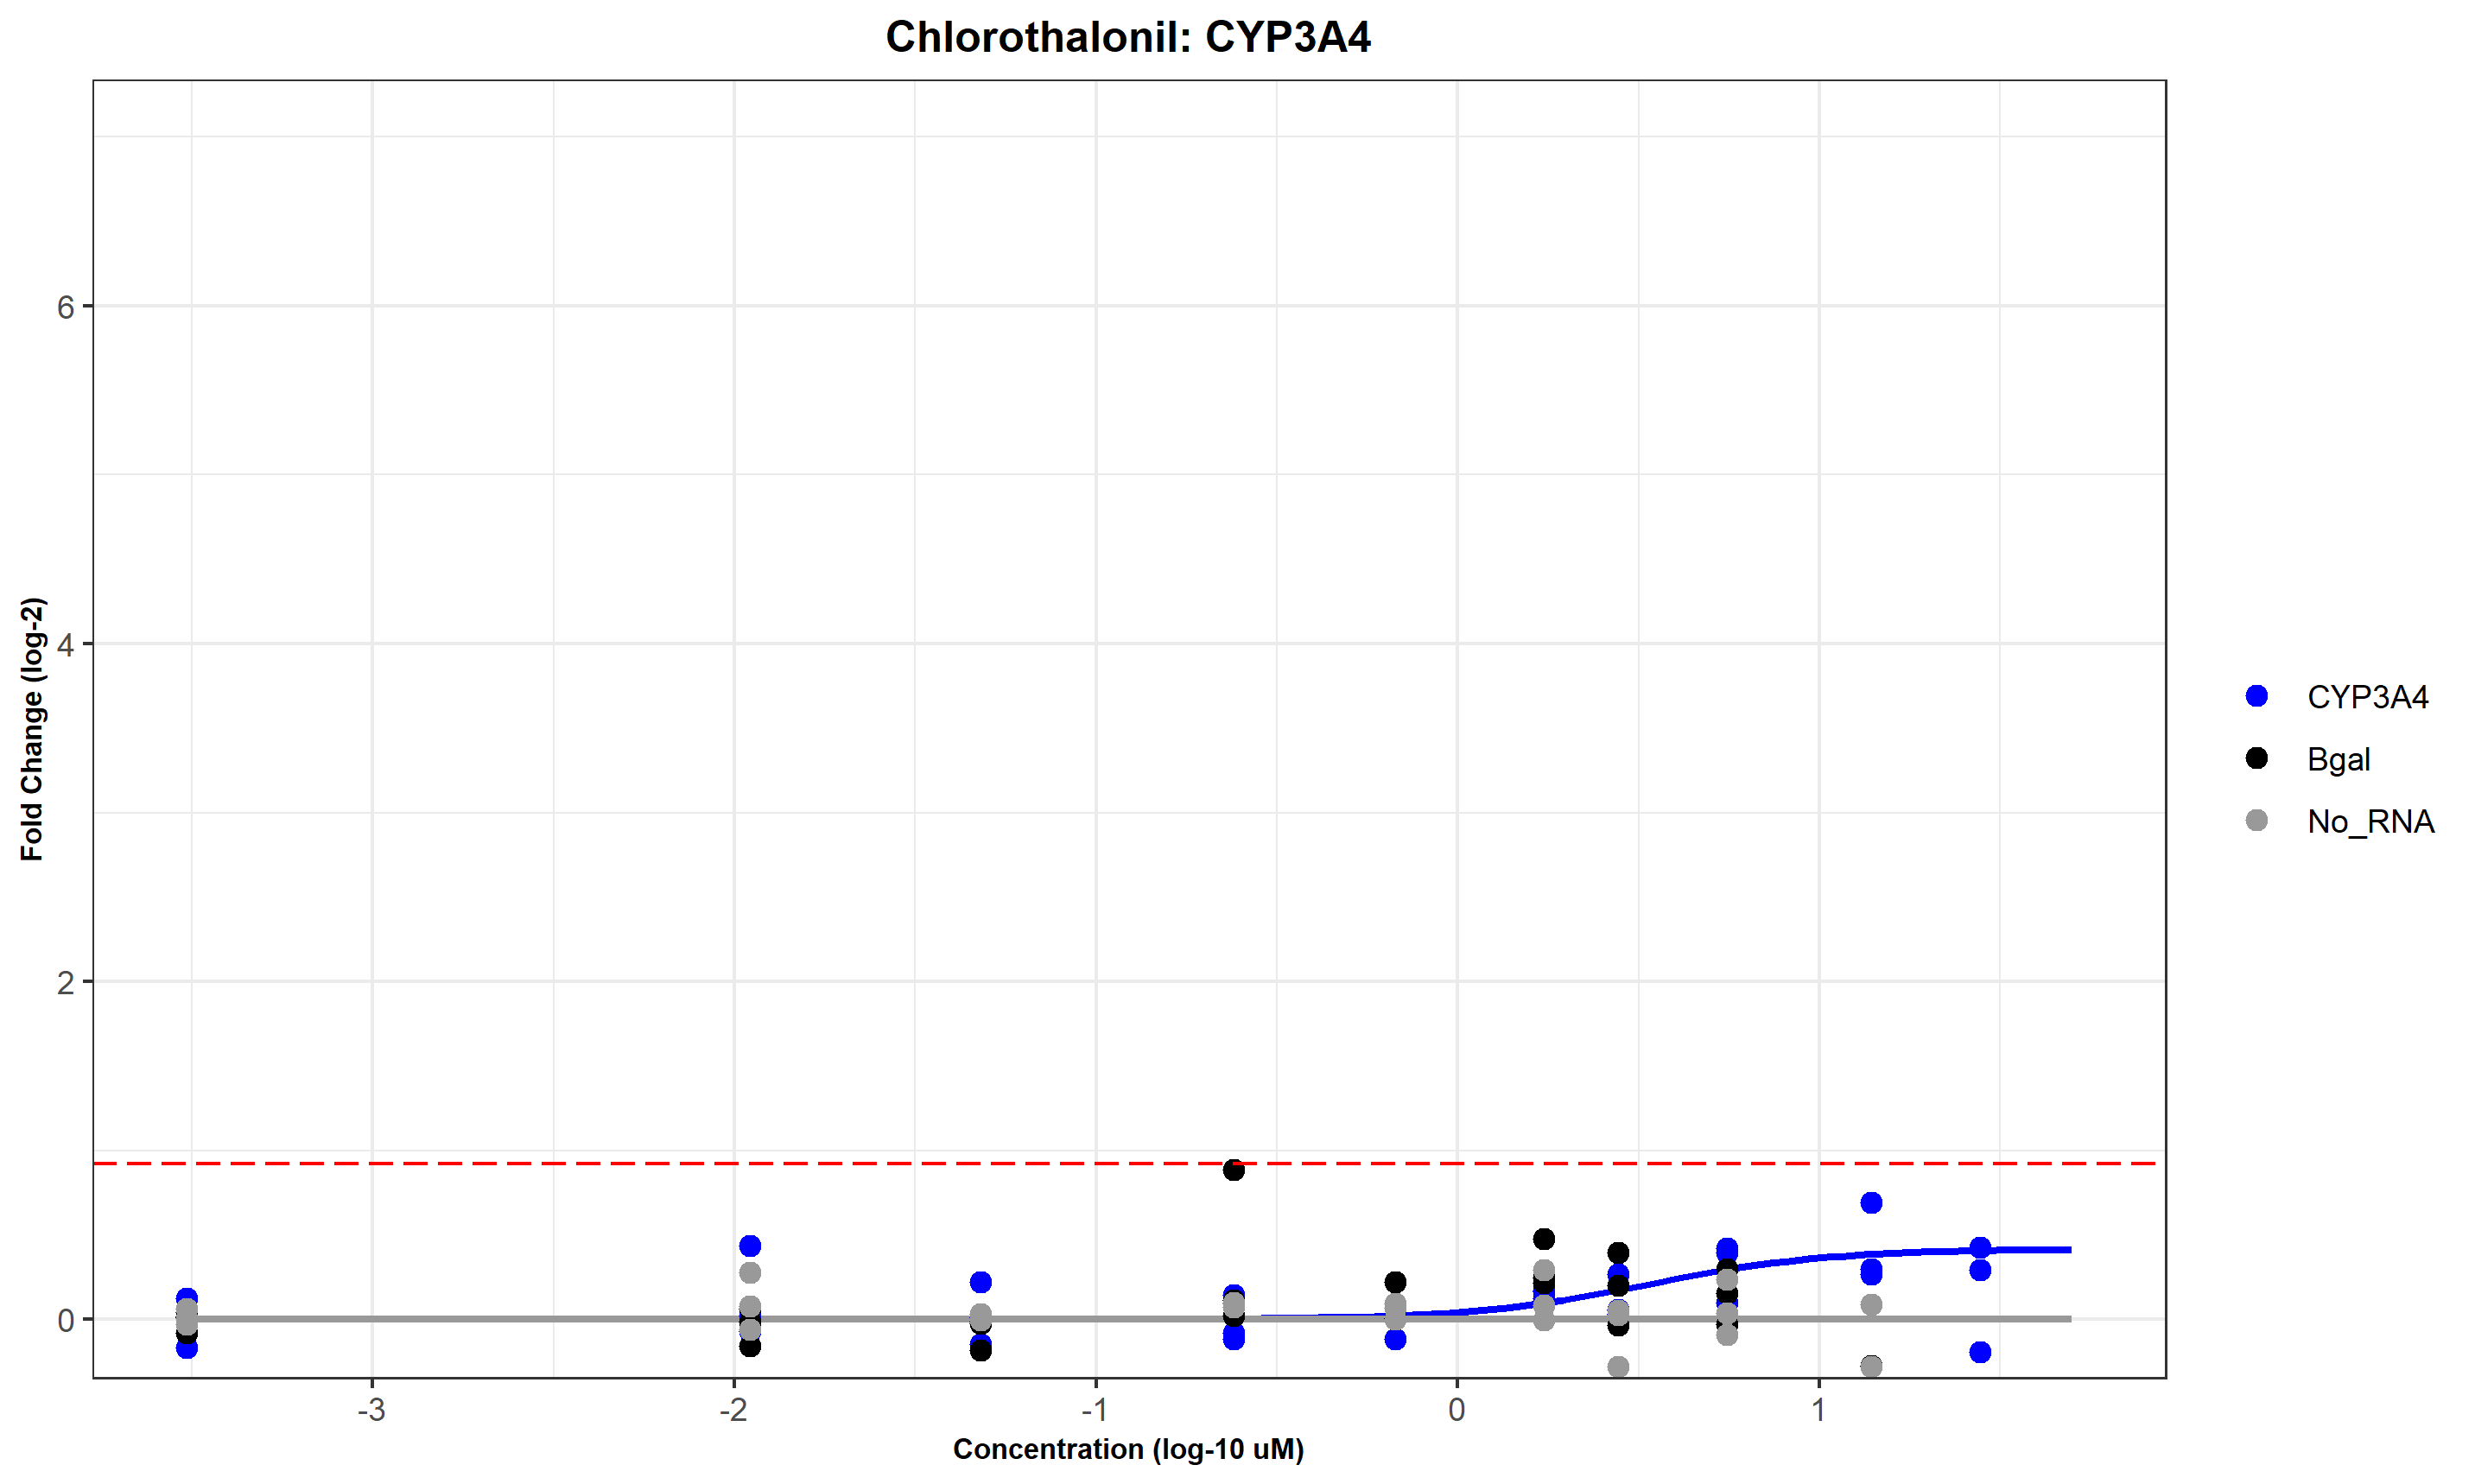 Chlorothalonil: CYP3A4
Fold Change (log-2)
6
4
2
0
-3
-2
-1
0
1
Concentration (log-10 uM)
CYP3A4
Bgal
No_RNA